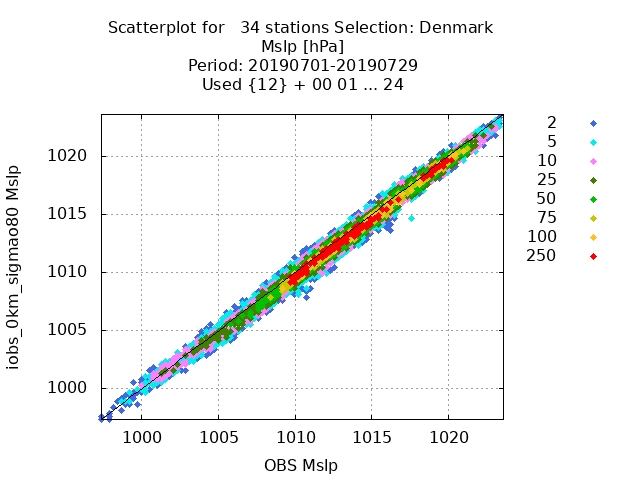 Scatterplot for   34 stations Selection: Denmark
Mslp [hPa]
Period: 20190701-20190729
Used {12} + 00 01 ... 24
iobs_0km_sigmao80 Mslp
1020
1015
1010
1005
1000
1000 1005 1010 1015 1020
OBS Mslp
2
5
10
25
50
75
100
250